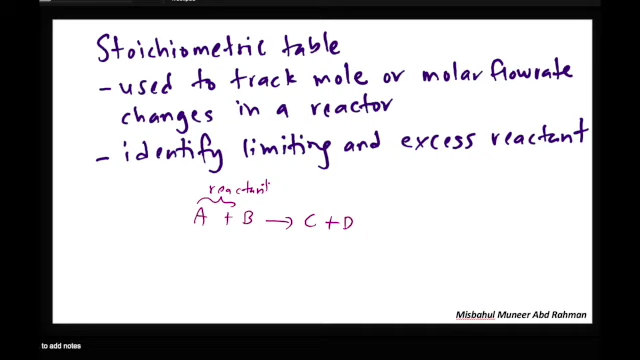 Stoichiometric table
- used to track mole or molar flowrate
changes in a reactor
- identify limiting and excess reactant
reactant
A + B → C + D
Misbahul Muneer Abd Rahman
to add notes